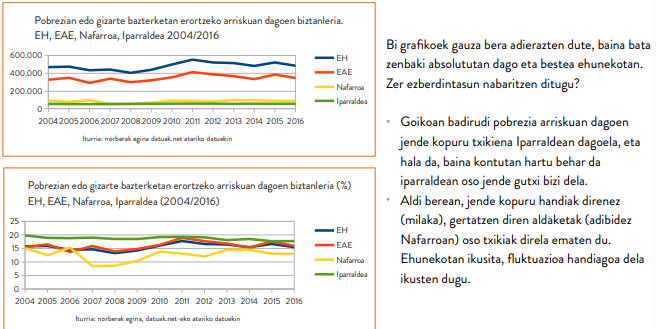 Pobrezian edo gizarte bazterketan erortzeko arriskuan dagoen biztanleria.
EH, EAE, Nafarroa, Iparraldea 2004/2016
600.000
400.000
200.000
0
2004 2005 2006 2007 2008 2009 2010 2011 2012 2013 2014 2015 2016
EH
EAE
Nafarroa
Iparraldea
Iturria: norberak egina datuak.net atariko datuekin
Pobrezian edo gizarte bazterketan erortzeko arriskuan dagoen biztanleria (%)
EH, EAE, Nafarroa, Iparraldea (2004/2016)
25
20
15
10
5
0
2004 2005 2006 2007 2008 2009 2010 2011 2012 2013 2014 2015 2016
EH
EAE
Nafarroa
Iparraldea
Iturria: norberak egina, datuak.net-eko atariko datuekin
Bi grafikoek gauza bera adierazten dute, baina bata
zenbaki absolututan dago eta bestea ehunekotan.
Zer ezberdintasun nabaritzen ditugu?
• Goikoan badirudi pobrezia arriskuan dagoen
jende kopuru txikiena Iparraldean dagoela, eta
hala da, baina kontutan hartu behar da
iparraldean oso jende gutxi bizi dela.
• Aldi berean, jende kopuru handiak direnez
(milaka), gertatzen diren aldaketak (adibidez
Nafarroan) oso txikiak direla ematen du.
Ehunekotan ikusita, fluktuazioa handiagoa dela
ikusten dugu.